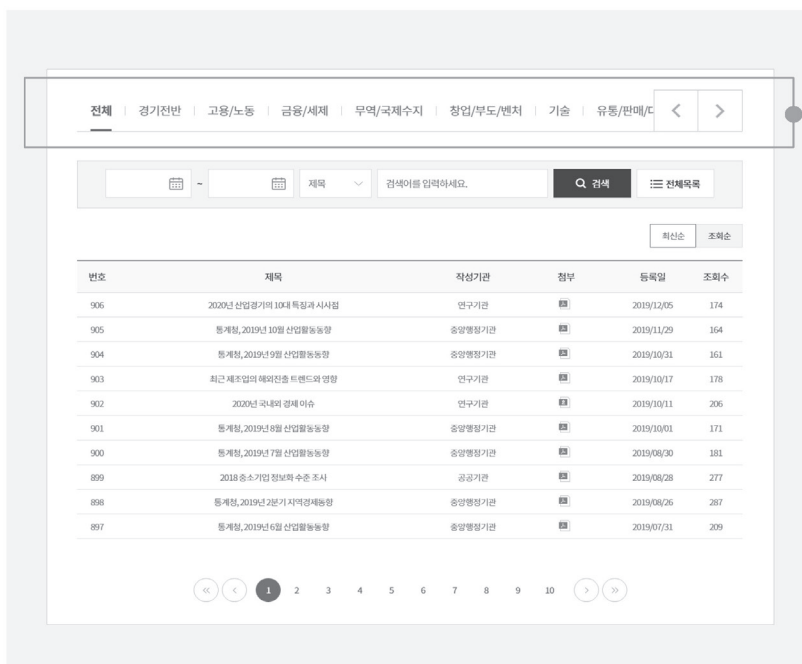 전체 경기전반 고용/노동 금융/세제 무역/국제수지 창업/부도/벤처 기술 유통/판매/
~ 제목 검색어를 입력하세요. 검색 전체목록
최신순 조회순
번호 제목 작성기관 첨부 등록일 조회수
906 2020년 산업경기의 10대 특징과 시사점 연구기관 2019/12/05 174
905 통계청, 2019년 10월 산업활동동향 중앙행정기관 2019/11/29 164
904 통계청, 2019년 9월 산업활동동향 중앙행정기관 2019/10/31 161
903 최근 제조업의 해외진출 트렌드와 영향 연구기관 2019/10/17 178
902 2020년 국내외 경제 이슈 연구기관 2019/10/11 206
901 통계청, 2019년 8월 산업활동동향 중앙행정기관 2019/10/01 171
900 통계청, 2019년 7월 산업활동동향 중앙행정기관 2019/08/30 181
899 2018 중소기업 정보화 수준 조사 공공기관 2019/08/28 277
898 통계청, 2019년 2분기 지역경제동향 중앙행정기관 2019/08/26 287
897 통계청, 2019년 6월 산업활동동향 중앙행정기관 2019/07/31 209
1 2 3 4 5 6 7 8 9 10